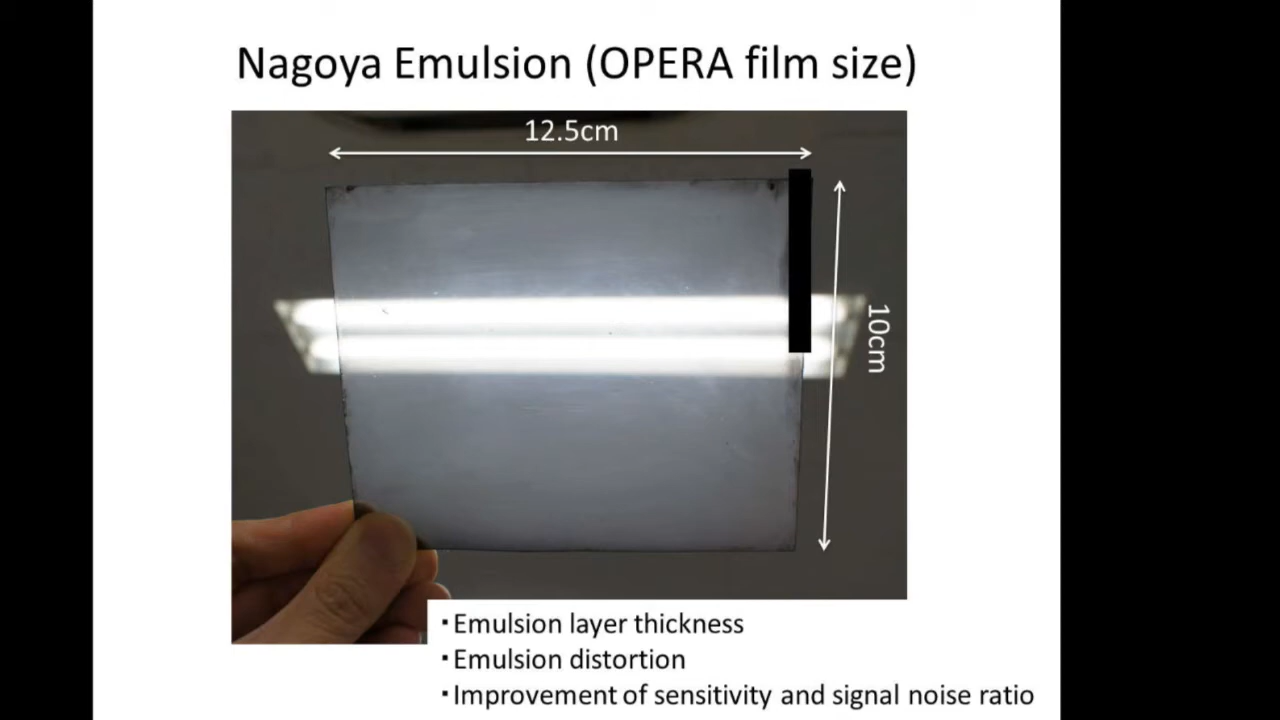 Nagoya Emulsion (OPERA film size)
12.5cm
10cm
・Emulsion layer thickness
・Emulsion distortion
・Improvement of sensitivity and signal noise ratio